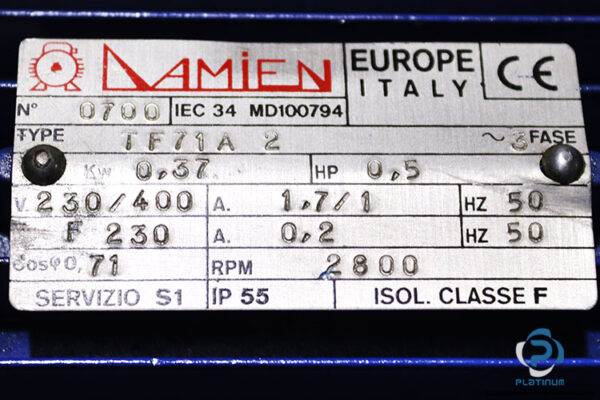 DAMIEN
EUROPE
ITALY
CE
N° 0700 IEC 34 MD100794
TYPE TF71A 2 ~ 3 FASE
Kw 0,37 HP 0,5
V. 230/400 A. 1,7/1 HZ 50
F 230 A. 0,2 HZ 50
cosφ 0,71 RPM 2800
SERVIZIO S1 IP 55 ISOL. CLASSE F
PLATINUM